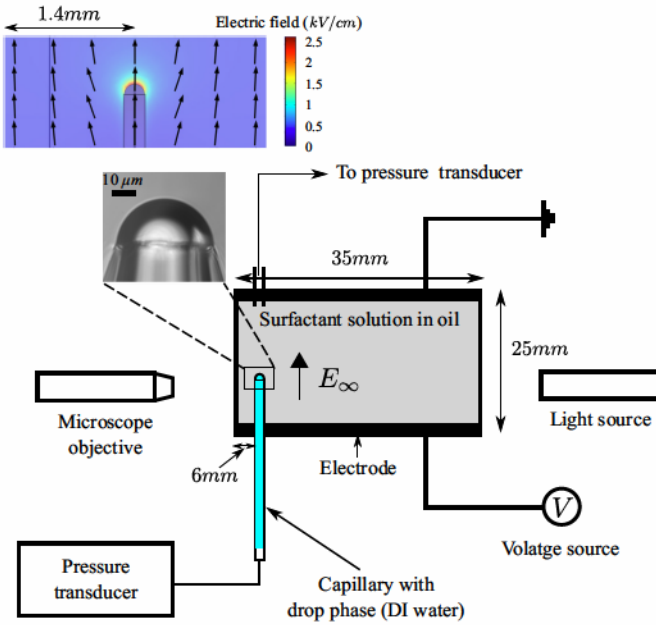 1.4mm
Electric field (kV/cm)
2.5
2
1.5
1
0.5
0
10 μm
To pressure transducer
35mm
Surfactant solution in oil
25mm
E∞
Microscope
objective
Light source
6mm
Electrode
V
Volatge source
Pressure
transducer
Capillary with
drop phase (DI water)